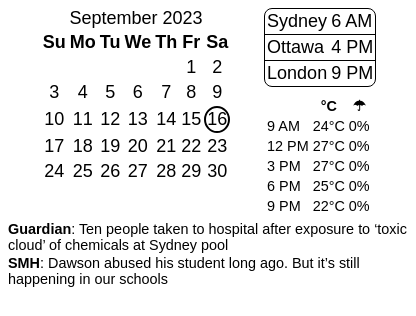 September 2023
Su Mo Tu We Th Fr Sa
1 2
3 4 5 6 7 8 9
10 11 12 13 14 15 16
17 18 19 20 21 22 23
24 25 26 27 28 29 30
Sydney 6 AM
Ottawa 4 PM
London 9 PM
°C ☂
9 AM 24°C 0%
12 PM 27°C 0%
3 PM 27°C 0%
6 PM 25°C 0%
9 PM 22°C 0%
Guardian: Ten people taken to hospital after exposure to ‘toxic
cloud’ of chemicals at Sydney pool
SMH: Dawson abused his student long ago. But it’s still
happening in our schools